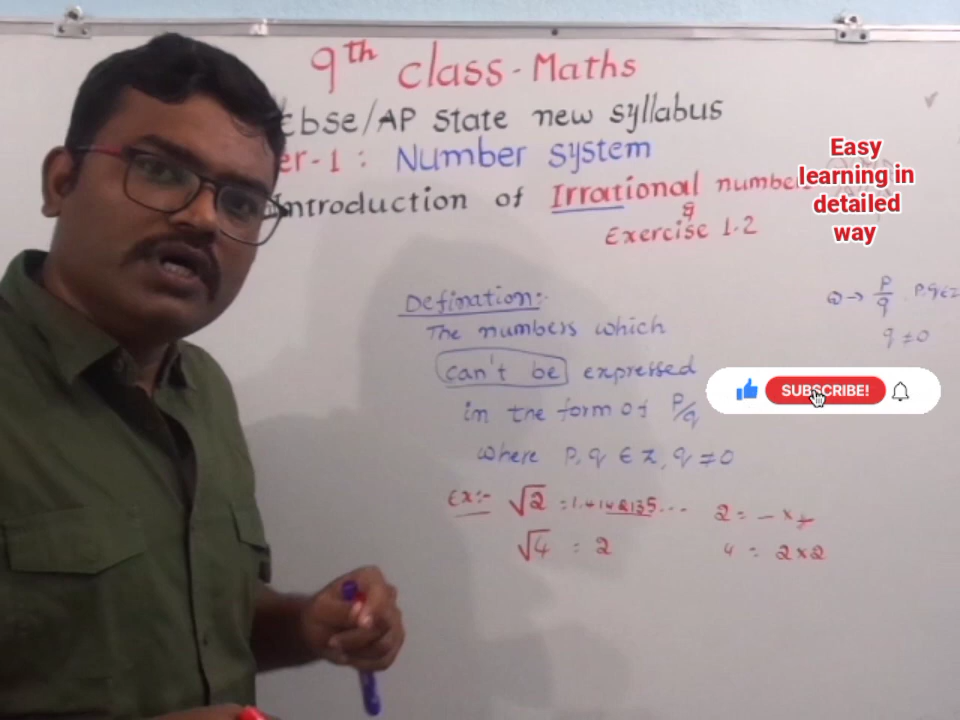 9th class - Maths
cbse/AP state new syllabus
er-1 : Number system
Introduction of Irrational number
& 
Exercise 1.2
Easy
learning in
detailed
way
Defination:-
The numbers which
can't be expressed
in the form of P/q
where P, q ∈ z, q ≠ 0
Q → P/q P,q ∈ z
q ≠ 0
SUBSCRIBE!
Ex:- √2 = 1.4142135... 2 = – × –
√4 = 2 4 = 2×2